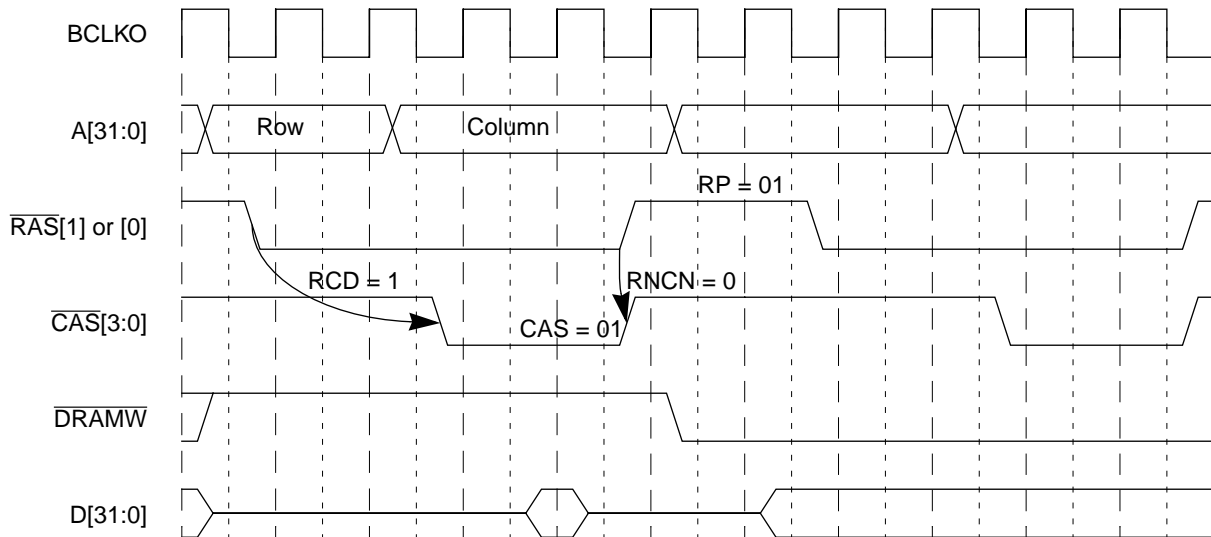 BCLKO
A[31:0]
Row
Column
RAS[1] or [0]
RP = 01
RCD = 1
RNCN = 0
CAS[3:0]
CAS = 01
DRAMW
D[31:0]